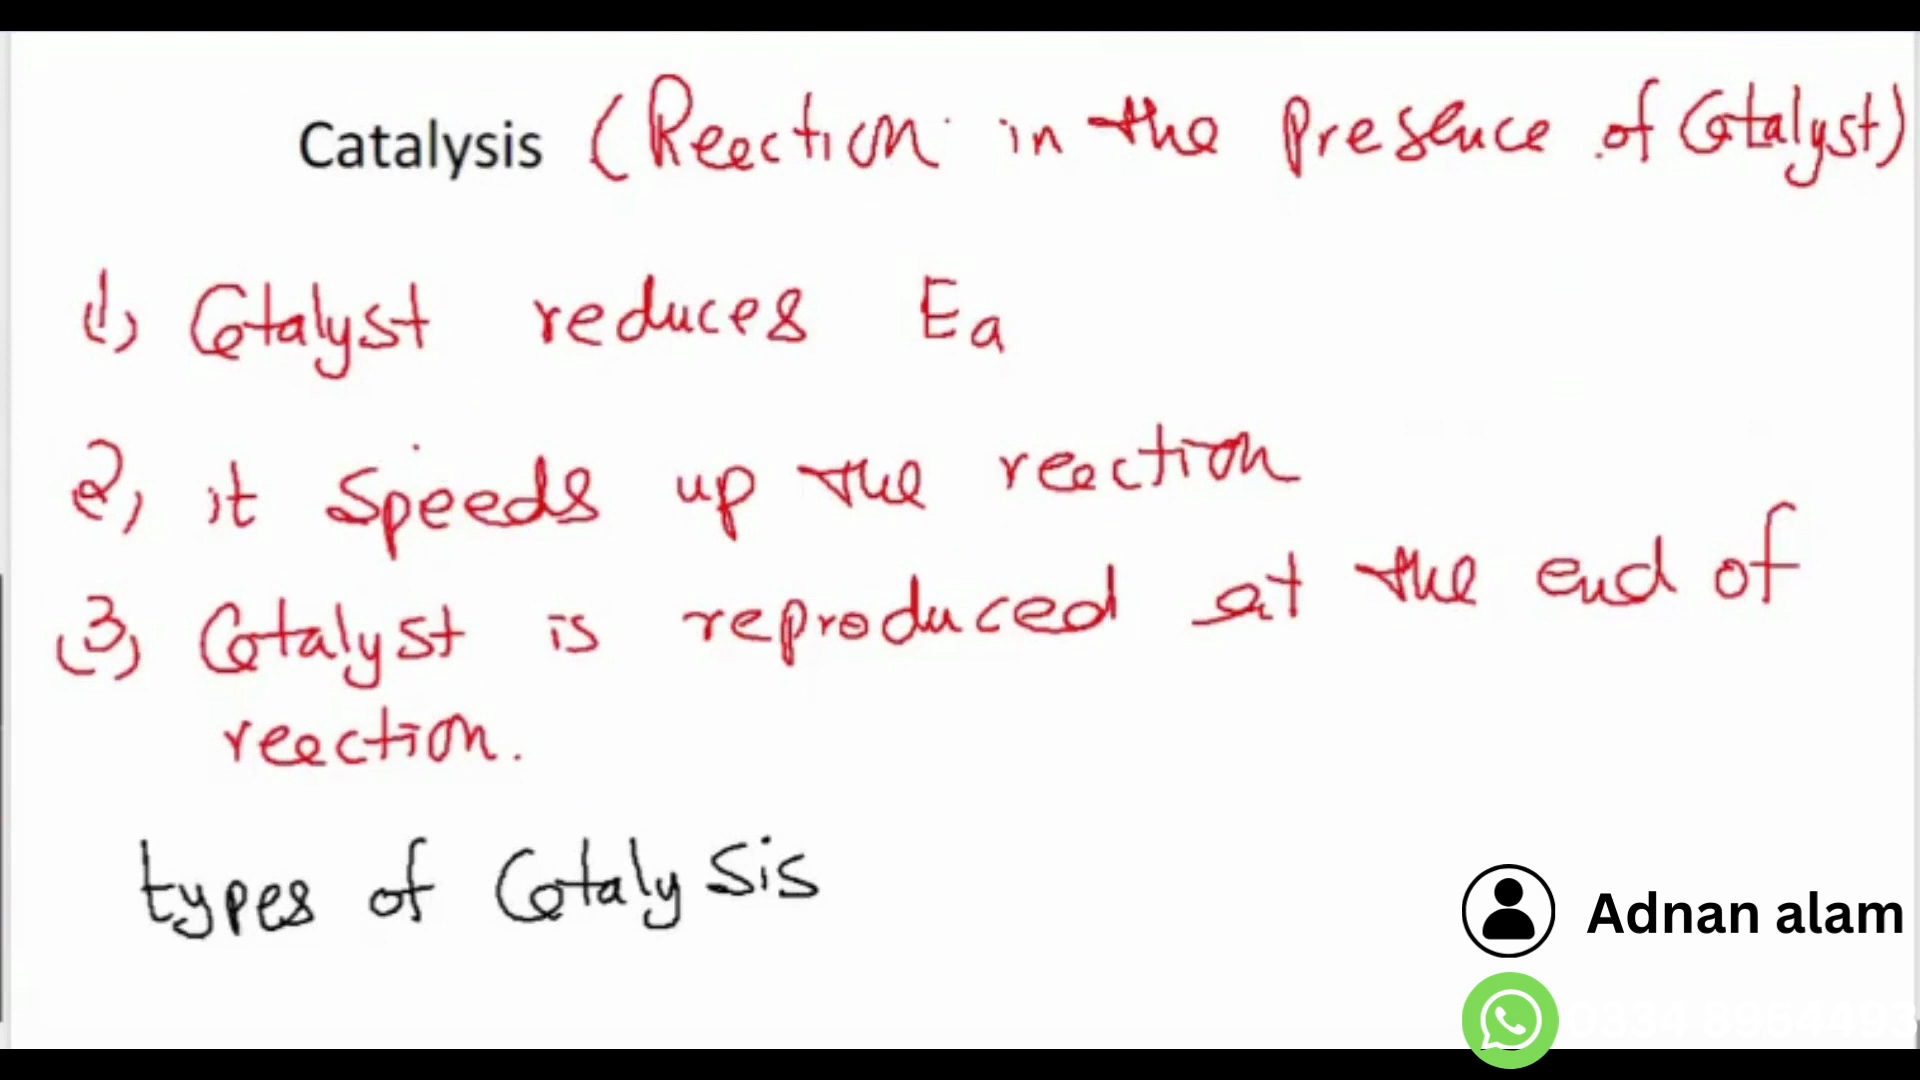 Catalysis (Reaction in the presence of Catalyst)
1) Catalyst reduces Ea
2, it speeds up the reaction
(3) Catalyst is reproduced at the end of
reaction.
types of Catalysis
Adnan alam